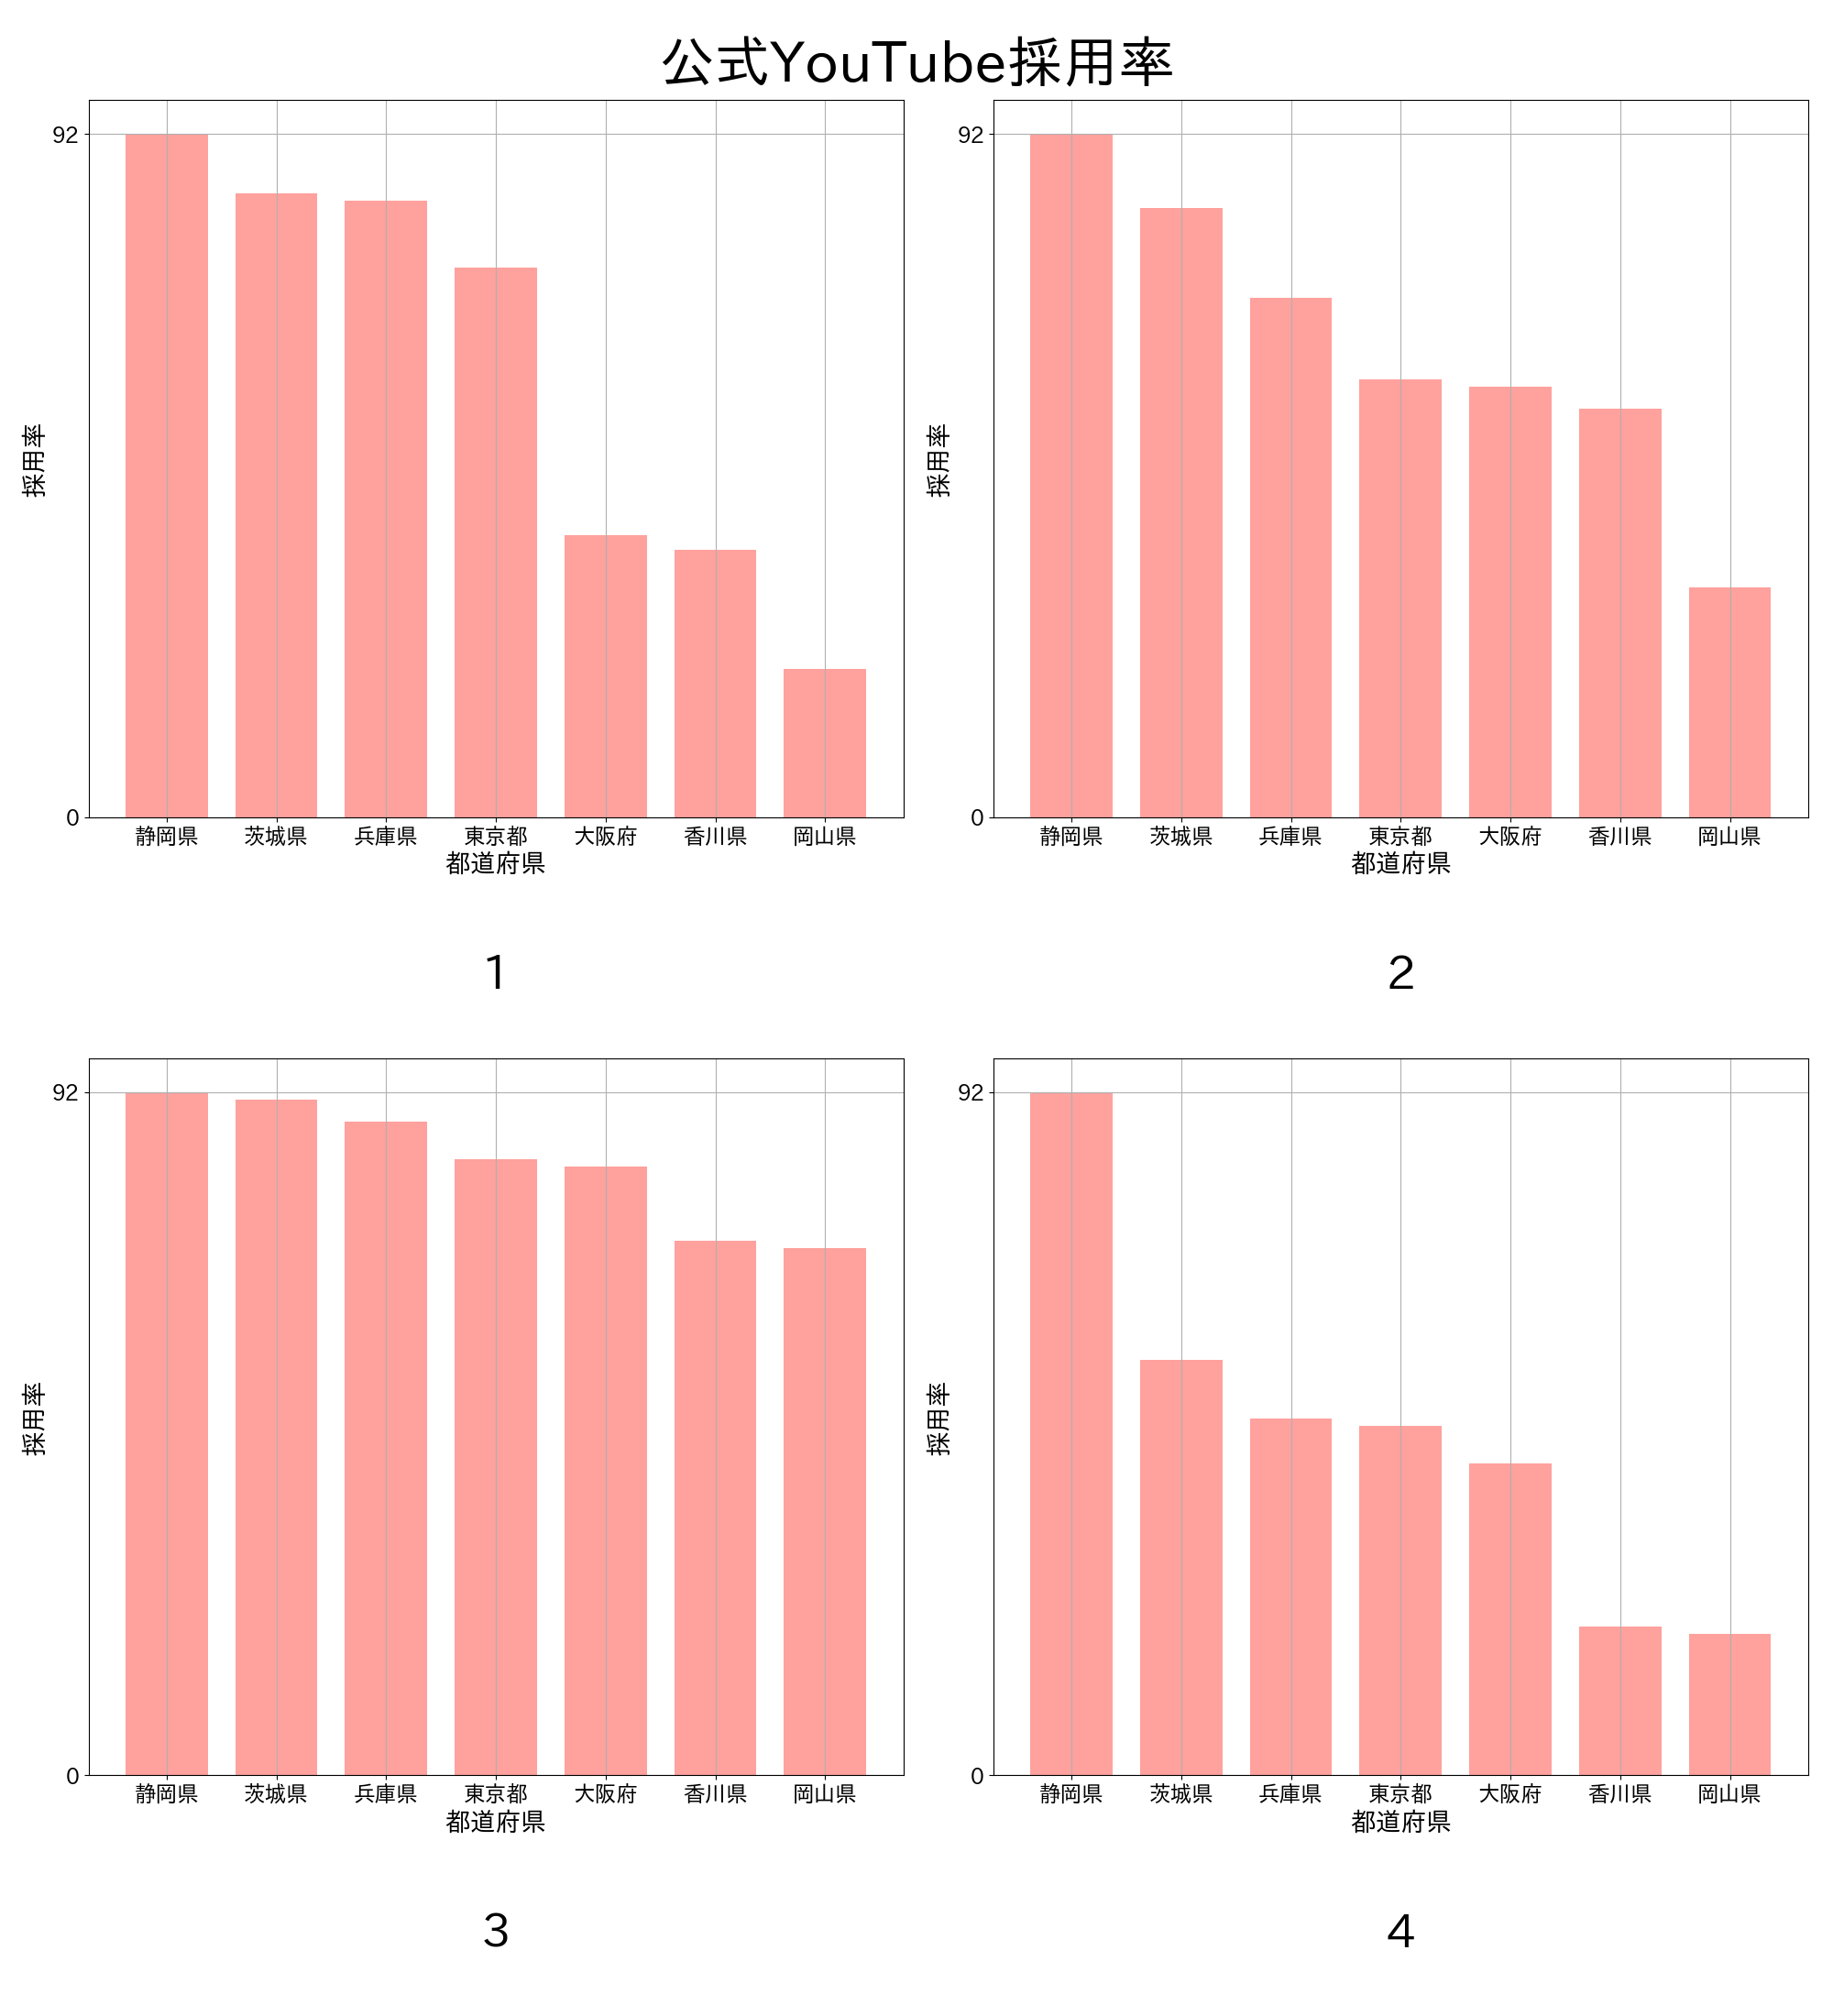 公式YouTube採用率
92
0
採用率
静岡県 茨城県 兵庫県 東京都 大阪府 香川県 岡山県
都道府県
1
92
0
採用率
静岡県 茨城県 兵庫県 東京都 大阪府 香川県 岡山県
都道府県
2
92
0
採用率
静岡県 茨城県 兵庫県 東京都 大阪府 香川県 岡山県
都道府県
3
92
0
採用率
静岡県 茨城県 兵庫県 東京都 大阪府 香川県 岡山県
都道府県
4